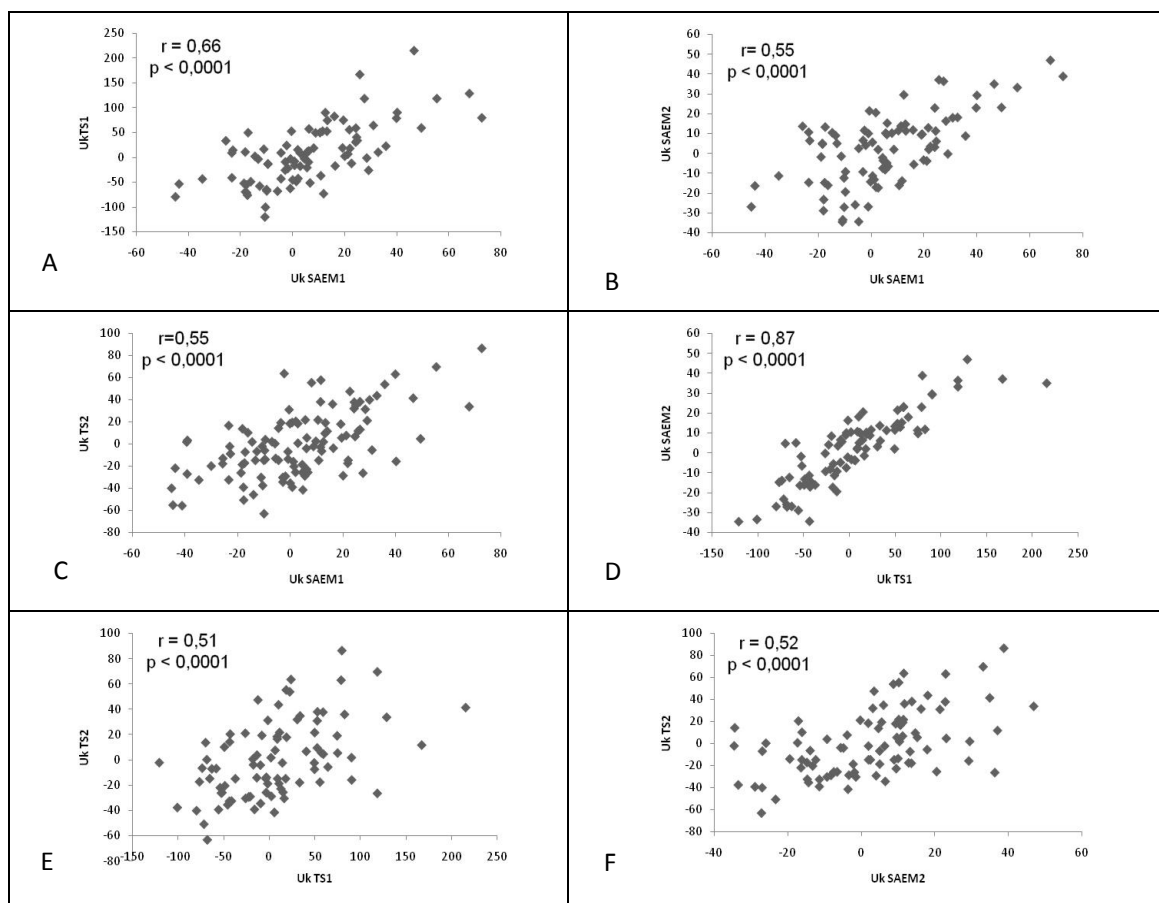 r = 0,66
p < 0,0001
UkTS1
250
200
150
100
50
0
-50
-100
-150
-60 -40 -20 0 20 40 60 80
Uk SAEM1
A
r= 0,55
p < 0,0001
Uk SAEM2
60
50
40
30
20
10
0
-10
-20
-30
-40
-60 -40 -20 0 20 40 60 80
Uk SAEM1
B
r=0,55
p < 0,0001
Uk TS2
100
80
60
40
20
0
-20
-40
-60
-80
-60 -40 -20 0 20 40 60 80
Uk SAEM1
C
r = 0,87
p < 0,0001
Uk SAEM2
60
50
40
30
20
10
0
-10
-20
-30
-40
-150 -100 -50 0 50 100 150 200 250
Uk TS1
D
r = 0,51
p < 0,0001
Uk TS2
100
80
60
40
20
0
-20
-40
-60
-80
-150 -100 -50 0 50 100 150 200 250
Uk TS1
E
r = 0,52
p < 0,0001
Uk TS2
100
80
60
40
20
0
-20
-40
-60
-80
-40 -20 0 20 40 60
Uk SAEM2
F